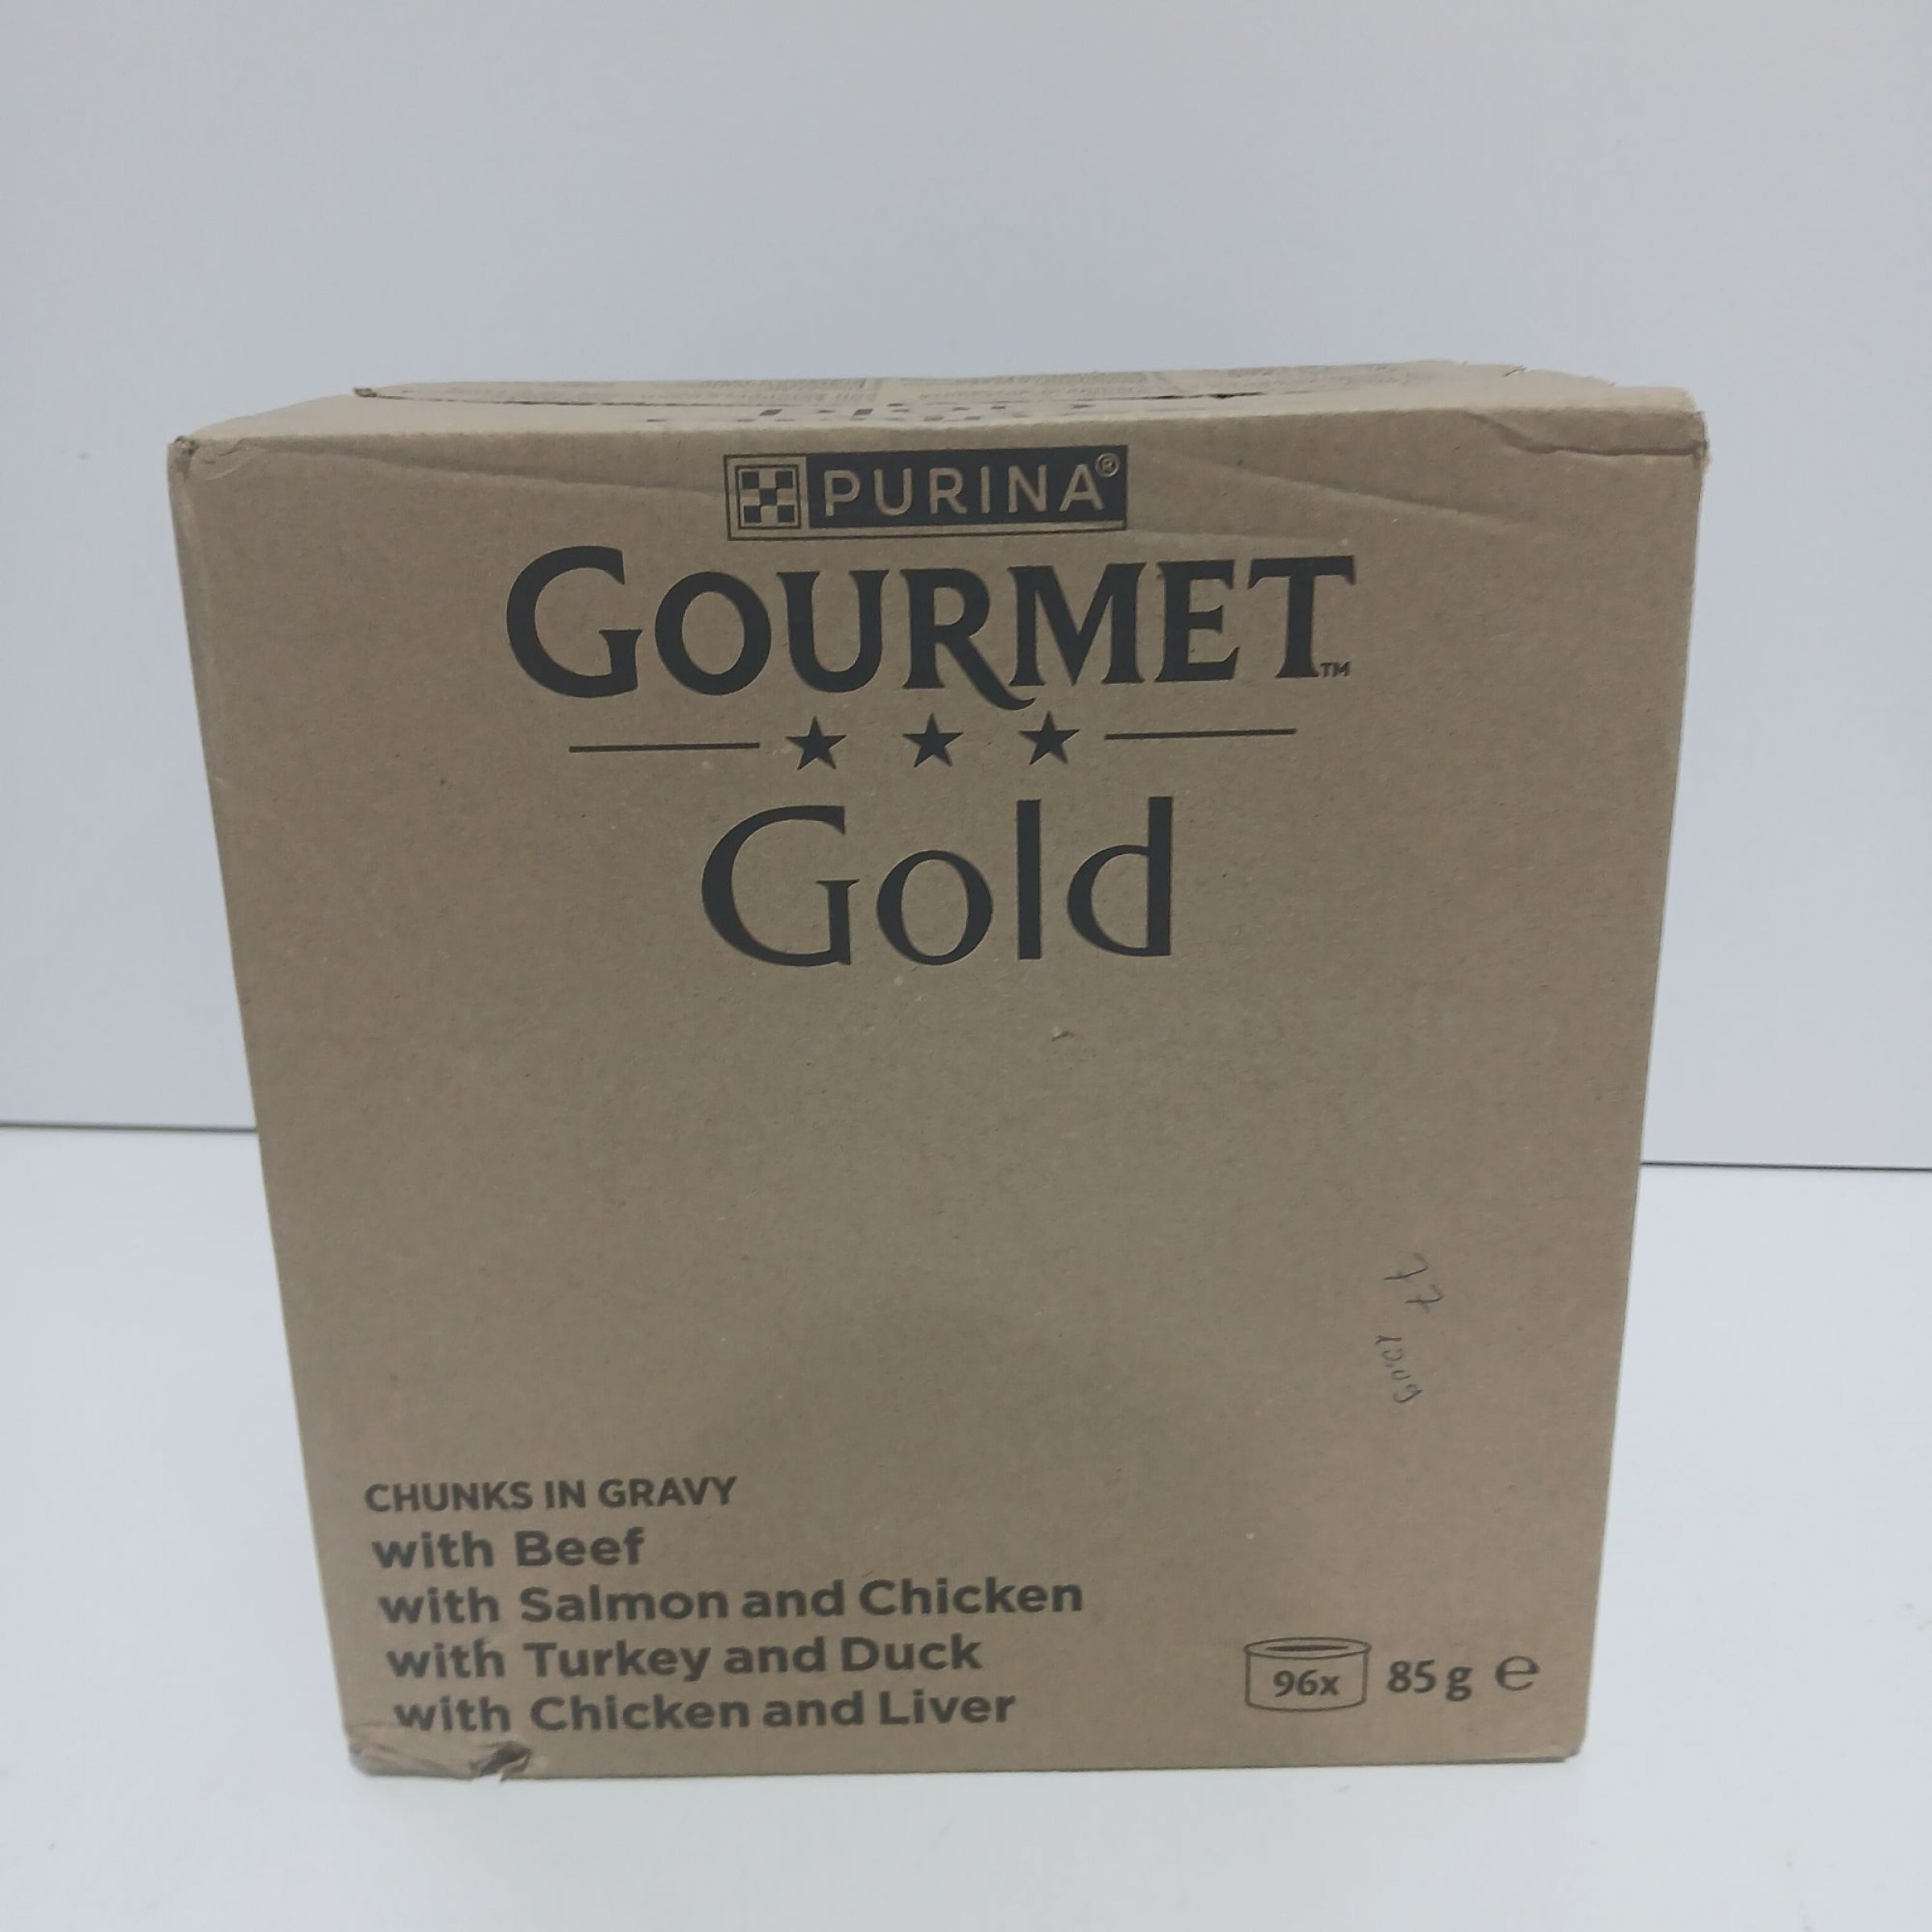 PURINA®
GOURMET™
Gold
CHUNKS IN GRAVY
with Beef
with Salmon and Chicken
with Turkey and Duck
with Chicken and Liver
96x 85 g ℮